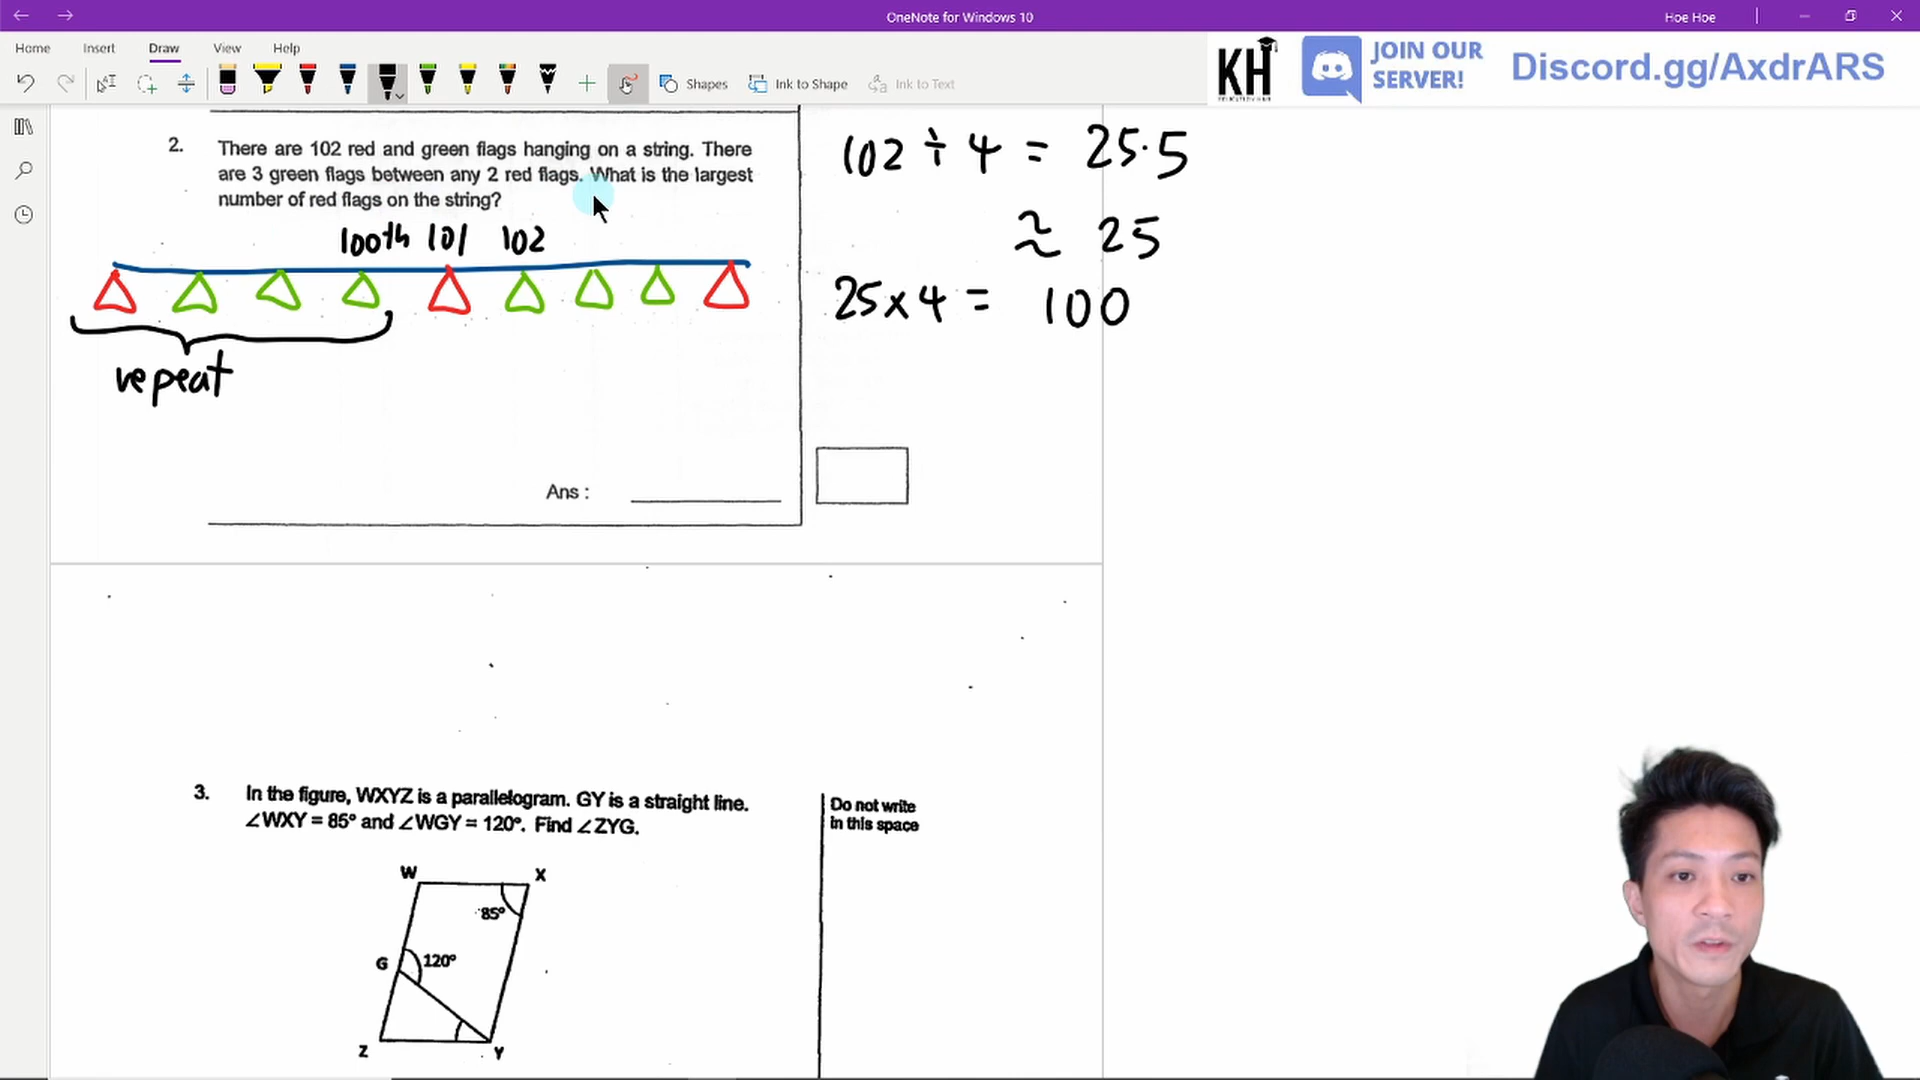 OneNote for Windows 10
Hoe Hoe
Home Insert Draw View Help
Shapes Ink to Shape Ink to Text
KH
JOIN OUR
SERVER!
Discord.gg/AxdrARS
2. There are 102 red and green flags hanging on a string. There
are 3 green flags between any 2 red flags. What is the largest
number of red flags on the string?
100th 101 102
repeat
Ans :
102 ÷ 4 = 25.5
≈ 25
25 x 4 = 100
3. In the figure, WXYZ is a parallelogram. GY is a straight line.
∠WXY = 85° and ∠WGY = 120°. Find ∠ZYG.
Do not write
in this space
W X
85°
G 120°
Z Y